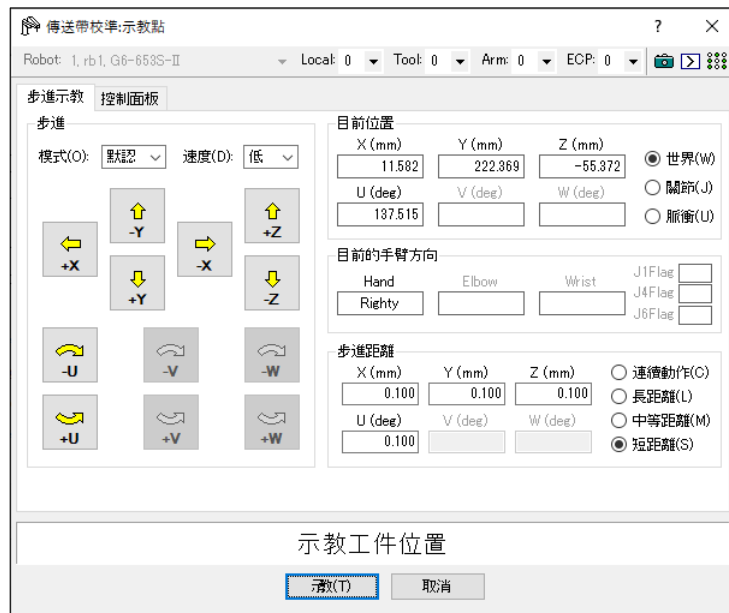 傳送帶校準:示教點 ? ×
Robot: 1, rb1, G6-653S-II Local: 0 Tool: 0 Arm: 0 ECP: 0
步進示教 控制面板
步進
模式(O): 默認 速度(D): 低
-Y
+Z
+X
-X
+Y
-Z
-U -V -W
+U +V +W
目前位置
X (mm) Y (mm) Z (mm)
11.582 222.369 -55.372
U (deg) V (deg) W (deg)
137.515
世界(W)
關節(J)
脈衝(U)
目前的手臂方向
Hand Elbow Wrist
Righty
J1Flag
J4Flag
J6Flag
步進距離
X (mm) Y (mm) Z (mm)
0.100 0.100 0.100
U (deg) V (deg) W (deg)
0.100
連續動作(C)
長距離(L)
中等距離(M)
短距離(S)
示教工件位置
示教(T) 取消